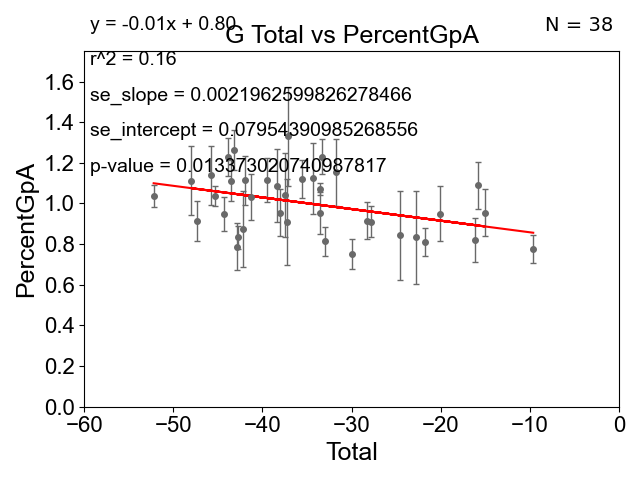 y = -0.01x + 0.80
G Total vs PercentGpA
N = 38
r^2 = 0.16
se_slope = 0.0021962599826278466
se_intercept = 0.07954390985268556
p-value = 0.013373020740987817
PercentGpA
1.6
1.4
1.2
1.0
0.8
0.6
0.4
0.2
0.0
−60 −50 −40 −30 −20 −10 0
Total